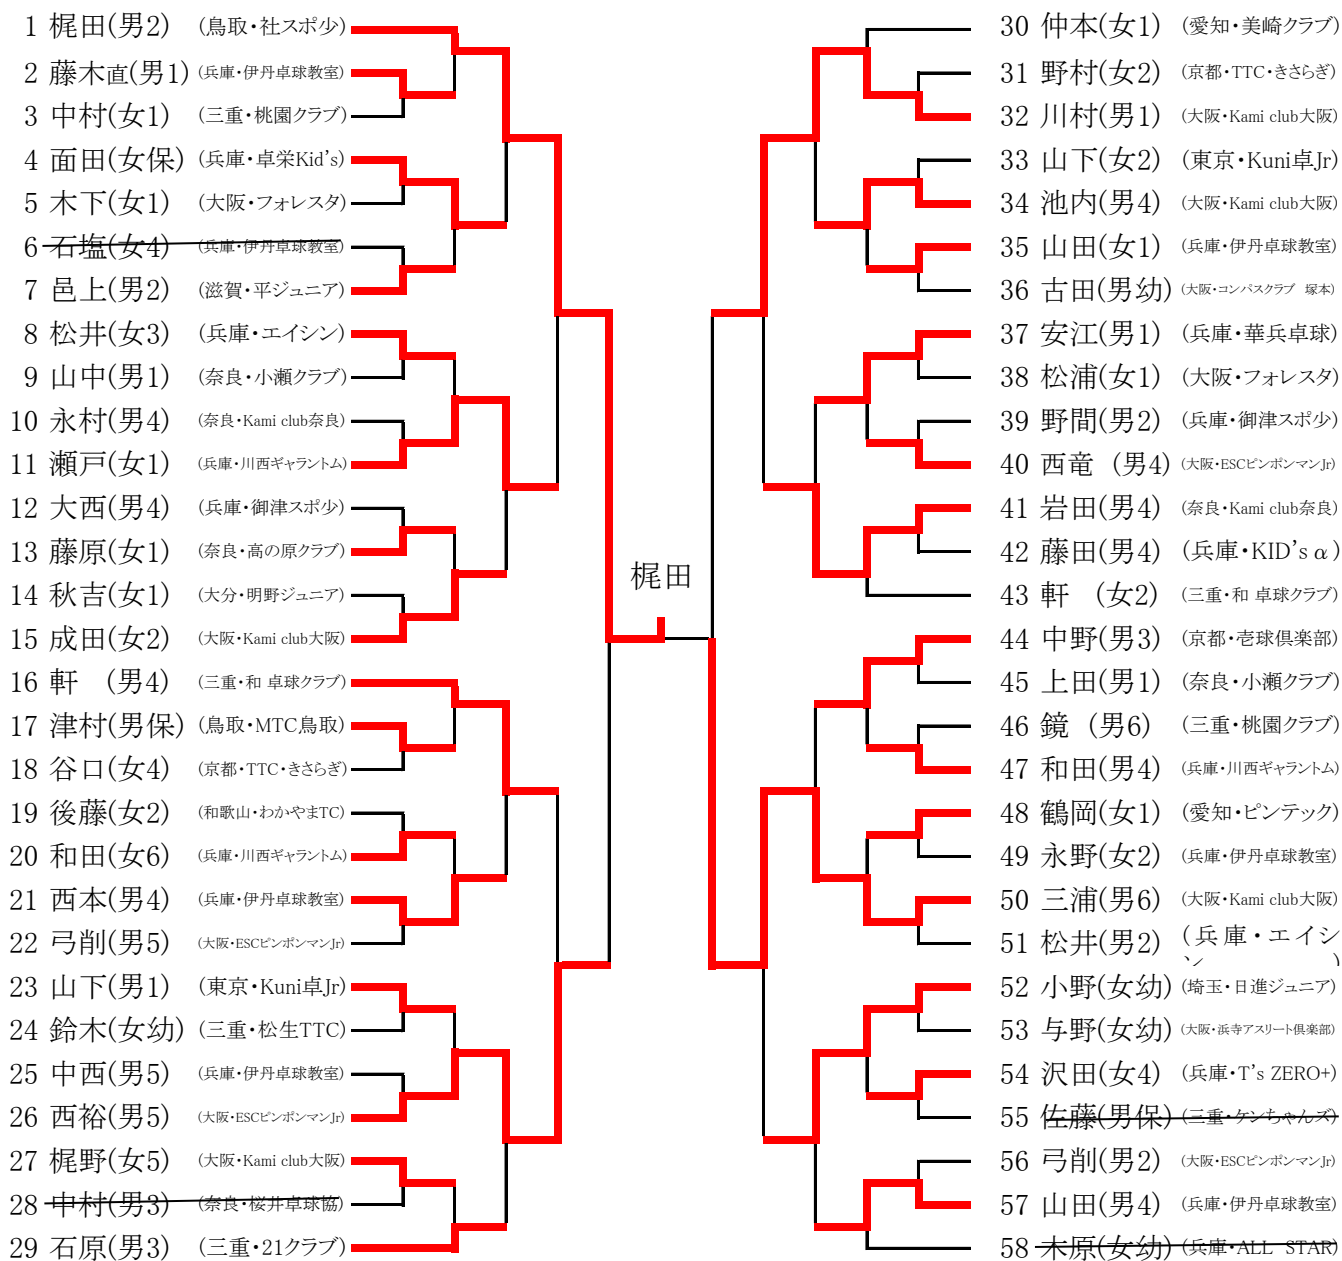 1 梶田(男2) (鳥取・社スポ少)
2 藤木直(男1) (兵庫・伊丹卓球教室)
3 中村(女1) (三重・桃園クラブ)
4 面田(女保) (兵庫・卓栄Kid's)
5 木下(女1) (大阪・フォレスタ)
6 石塩(女4) (兵庫・伊丹卓球教室)
7 邑上(男2) (滋賀・平ジュニア)
8 松井(女3) (兵庫・エイシン)
9 山中(男1) (奈良・小瀬クラブ)
10 永村(男4) (奈良・Kami club奈良)
11 瀬戸(女1) (兵庫・川西ギャラントム)
12 大西(男4) (兵庫・御津スポ少)
13 藤原(女1) (奈良・高の原クラブ)
14 秋吉(女1) (大分・明野ジュニア)
15 成田(女2) (大阪・Kami club大阪)
16 軒 (男4) (三重・和 卓球クラブ)
17 津村(男保) (鳥取・MTC鳥取)
18 谷口(女4) (京都・TTC・きさらぎ)
19 後藤(女2) (和歌山・わかやまTC)
20 和田(女6) (兵庫・川西ギャラントム)
21 西本(男4) (兵庫・伊丹卓球教室)
22 弓削(男5) (大阪・ESCピンポンマンJr)
23 山下(男1) (東京・Kuni卓Jr)
24 鈴木(女幼) (三重・松生TTC)
25 中西(男5) (兵庫・伊丹卓球教室)
26 西裕(男5) (大阪・ESCピンポンマンJr)
27 梶野(女5) (大阪・Kami club大阪)
28 中村(男3) (奈良・桜井卓球協)
29 石原(男3) (三重・21クラブ)
梶田
30 仲本(女1) (愛知・美崎クラブ)
31 野村(女2) (京都・TTC・きさらぎ)
32 川村(男1) (大阪・Kami club大阪)
33 山下(女2) (東京・Kuni卓Jr)
34 池内(男4) (大阪・Kami club大阪)
35 山田(女1) (兵庫・伊丹卓球教室)
36 古田(男幼) (大阪・コンパスクラブ 塚本)
37 安江(男1) (兵庫・華兵卓球)
38 松浦(女1) (大阪・フォレスタ)
39 野間(男2) (兵庫・御津スポ少)
40 西竜 (男4) (大阪・ESCピンポンマンJr)
41 岩田(男4) (奈良・Kami club奈良)
42 藤田(男4) (兵庫・KID's α)
43 軒 (女2) (三重・和 卓球クラブ)
44 中野(男3) (京都・壱球倶楽部)
45 上田(男1) (奈良・小瀬クラブ)
46 鏡 (男6) (三重・桃園クラブ)
47 和田(男4) (兵庫・川西ギャラントム)
48 鶴岡(女1) (愛知・ピンテック)
49 永野(女2) (兵庫・伊丹卓球教室)
50 三浦(男6) (大阪・Kami club大阪)
51 松井(男2) (兵庫・エイシ
ン )
52 小野(女幼) (埼玉・日進ジュニア)
53 与野(女幼) (大阪・浜寺アスリート倶楽部)
54 沢田(女4) (兵庫・T's ZERO+)
55 佐藤(男保) (三重・ケンちゃんズ)
56 弓削(男2) (大阪・ESCピンポンマンJr)
57 山田(男4) (兵庫・伊丹卓球教室)
58 木原(女幼) (兵庫・ALL STAR)